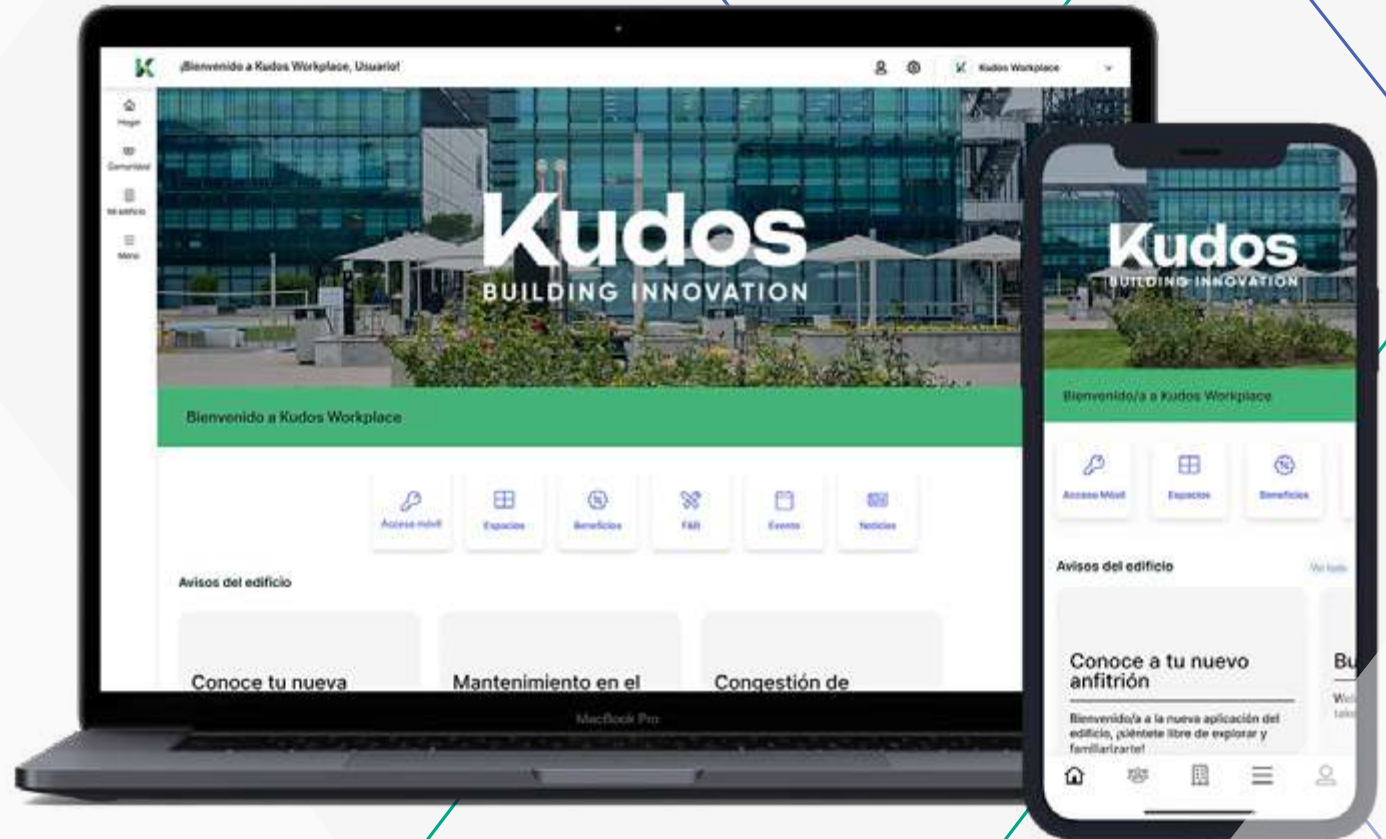 ¡Bienvenido a Kudos Workplace, Usuario!
Kudos Workplace
Hogar
Comunidad
Mi edificio
Menú
Kudos
BUILDING INNOVATION
Bienvenido a Kudos Workplace
Acceso móvil
Espacios
Beneficios
F&B
Events
Noticias
Avisos del edificio
Conoce tu nueva
Mantenimiento en el
Congestión de
MacBook Pro
Kudos
BUILDING INNOVATION
Bienvenido/a a Kudos Workplace
Acceso Móvil
Espacios
Beneficios
Avisos del edificio
Ver todo
Conoce a tu nuevo
anfitrión
Bienvenido/a a la nueva aplicación del
edificio, ¡siéntete libre de explorar y
familiarizarte!
Bu